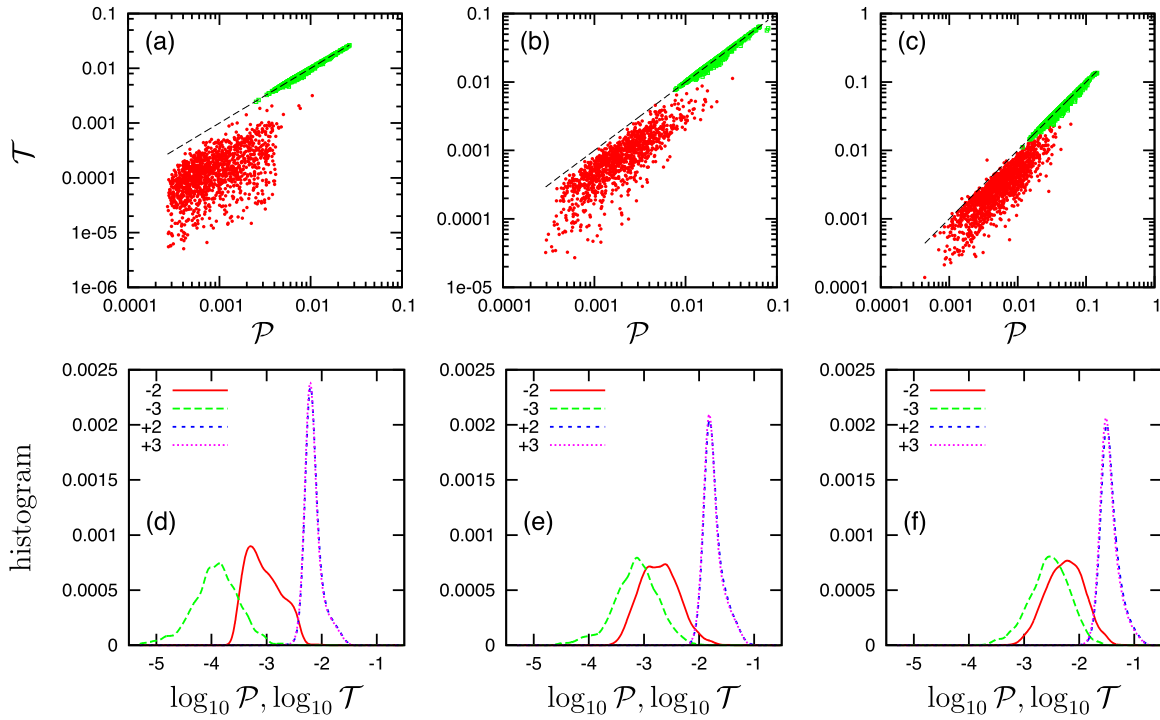 (a)
𝒯
0.1
0.01
0.001
0.0001
1e-05
1e-06
0.0001 0.001 0.01 0.1
𝒫
(b)
0.1
0.01
0.001
0.0001
1e-05
0.0001 0.001 0.01 0.1
𝒫
(c)
1
0.1
0.01
0.001
0.0001
0.0001 0.001 0.01 0.1 1
𝒫
histogram
0.0025
0.002
0.0015
0.001
0.0005
0
-2
-3
+2
+3
(d)
-5 -4 -3 -2 -1
log₁₀ 𝒫, log₁₀ 𝒯
0.0025
0.002
0.0015
0.001
0.0005
0
-2
-3
+2
+3
(e)
-5 -4 -3 -2 -1
log₁₀ 𝒫, log₁₀ 𝒯
0.0025
0.002
0.0015
0.001
0.0005
0
-2
-3
+2
+3
(f)
-5 -4 -3 -2 -1
log₁₀ 𝒫, log₁₀ 𝒯